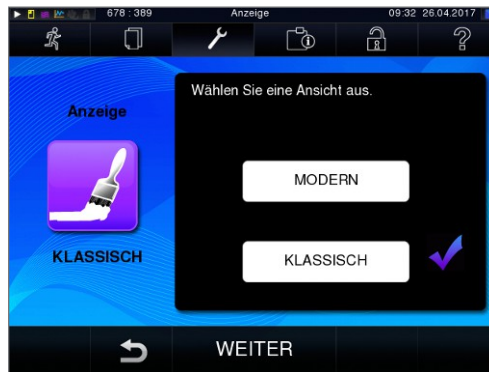 678 : 389 Anzeige 09:32 26.04.2017
Wählen Sie eine Ansicht aus.
Anzeige
MODERN
KLASSISCH
KLASSISCH
WEITER